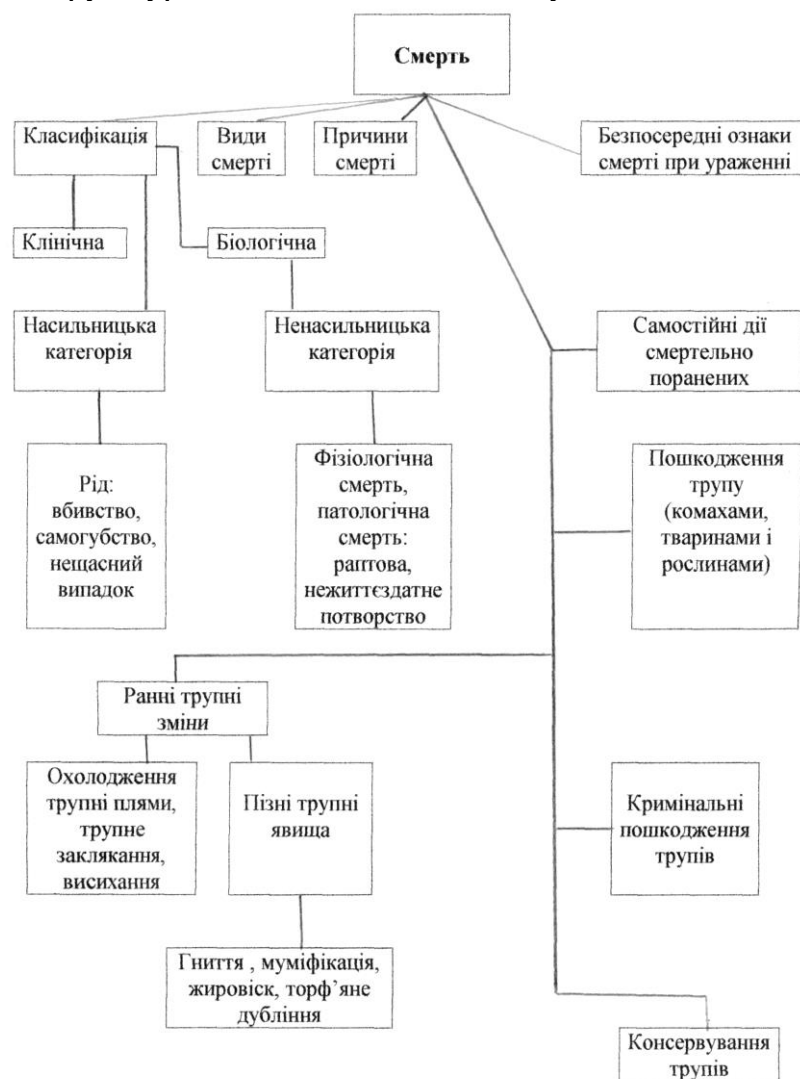 Смерть
Класифікація
Види
смерті
Причини
смерті
Безпосередні ознаки
смерті при ураженні
Клінічна
Біологічна
Насильницька
категорія
Ненасильницька
категорія
Самостійні дії
смертельно
поранених
Рід:
вбивство,
самогубство,
нещасний
випадок
Фізіологічна
смерть,
патологічна
смерть:
раптова,
нежиттєздатне
потворство
Пошкодження
трупу
(комахами,
тваринами і
рослинами)
Ранні трупні
зміни
Охолодження
трупні плями,
трупне
заклякання,
висихання
Пізні трупні
явища
Кримінальні
пошкодження
трупів
Гниття , муміфікація,
жировіск, торф’яне
дубління
Консервування
трупів